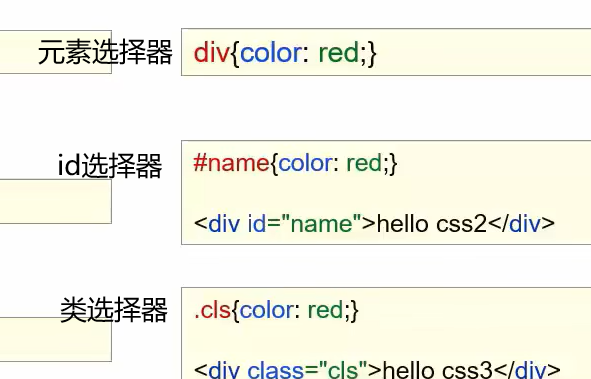 元素选择器 div{color: red;}
id选择器 #name{color: red;}
<div id="name">hello css2</div>
类选择器 .cls{color: red;}
<div class="cls">hello css3</div>